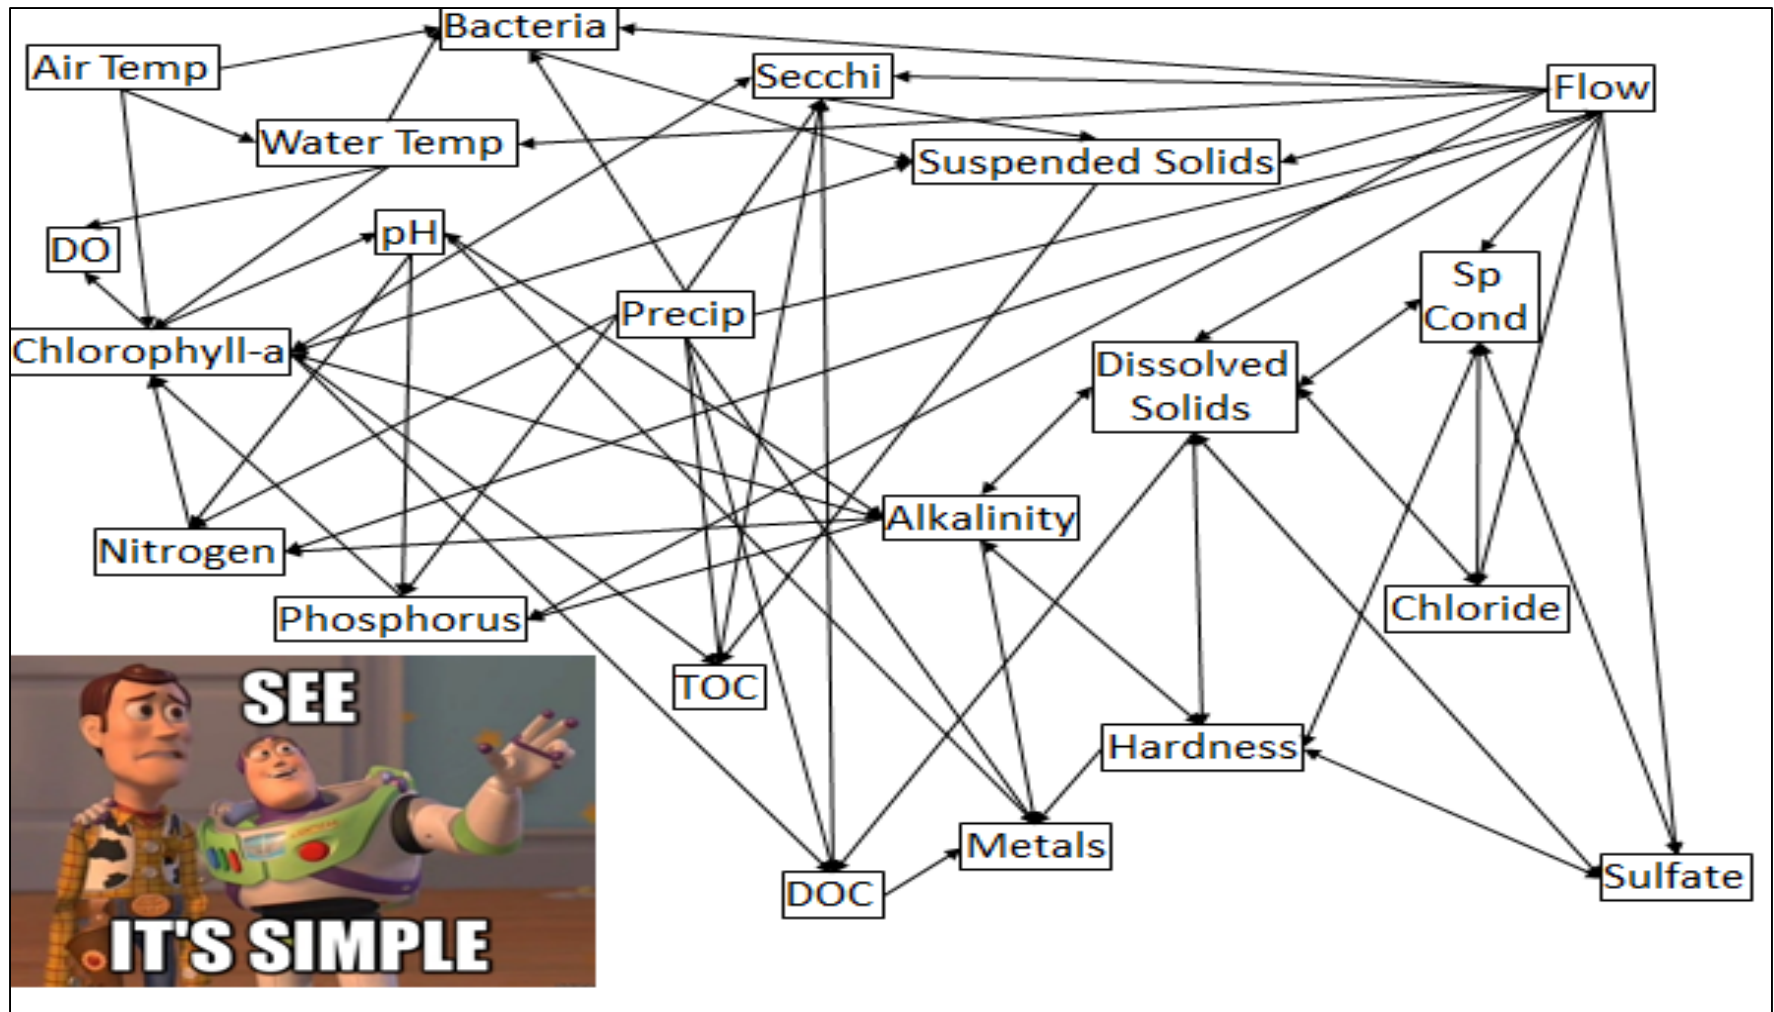 Bacteria
Air Temp
Secchi
Flow
Water Temp
Suspended Solids
pH
DO
Sp
Cond
Precip
Chlorophyll-a
Dissolved
Solids
Alkalinity
Nitrogen
Chloride
Phosphorus
TOC
Hardness
Metals
DOC
Sulfate
SEE
IT'S SIMPLE